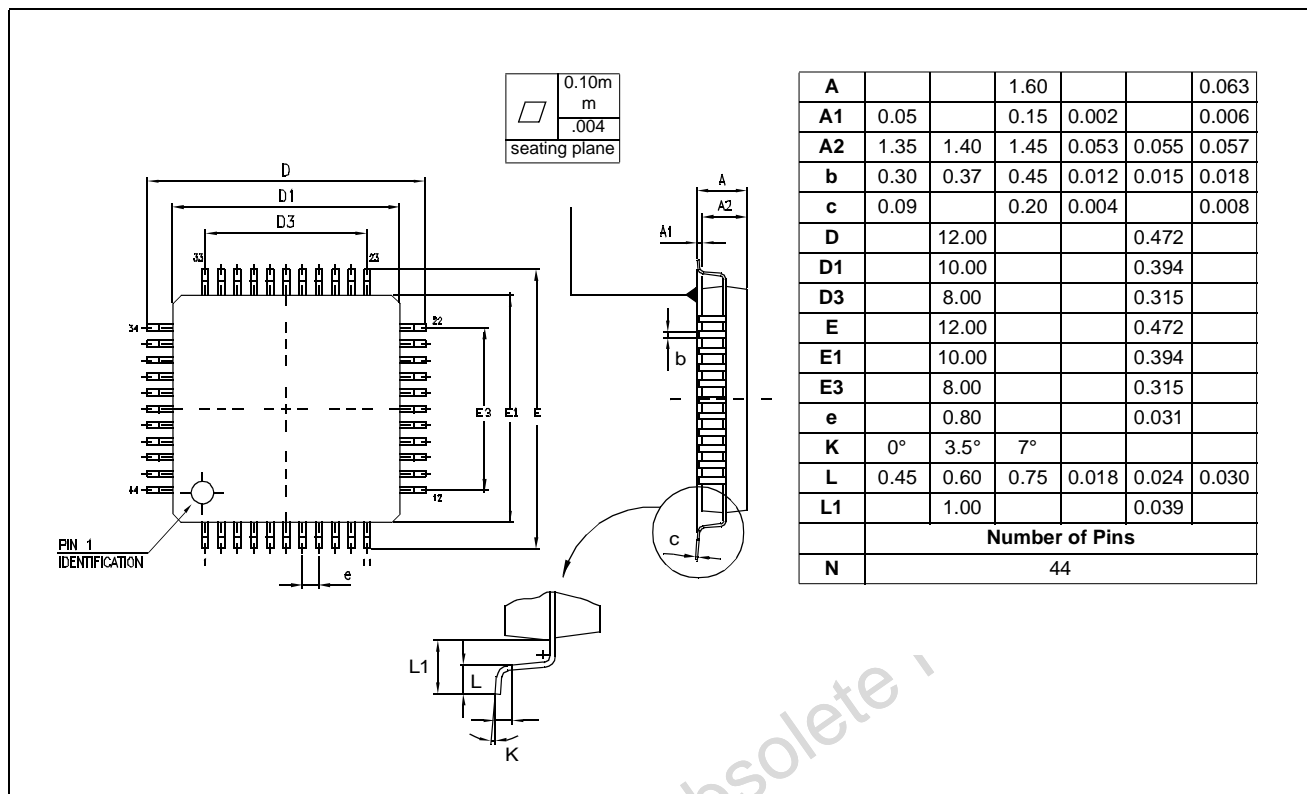 0.10m
m
.004
seating plane
D
D1
D3
33
23
34
22
44
12
E3
E1
E
PIN 1
IDENTIFICATION
e
A
A2
A1
b
c
L1
L
K
A 1.60 0.063
A1 0.05 0.15 0.002 0.006
A2 1.35 1.40 1.45 0.053 0.055 0.057
b 0.30 0.37 0.45 0.012 0.015 0.018
c 0.09 0.20 0.004 0.008
D 12.00 0.472
D1 10.00 0.394
D3 8.00 0.315
E 12.00 0.472
E1 10.00 0.394
E3 8.00 0.315
e 0.80 0.031
K 0° 3.5° 7°
L 0.45 0.60 0.75 0.018 0.024 0.030
L1 1.00 0.039
Number of Pins
N 44